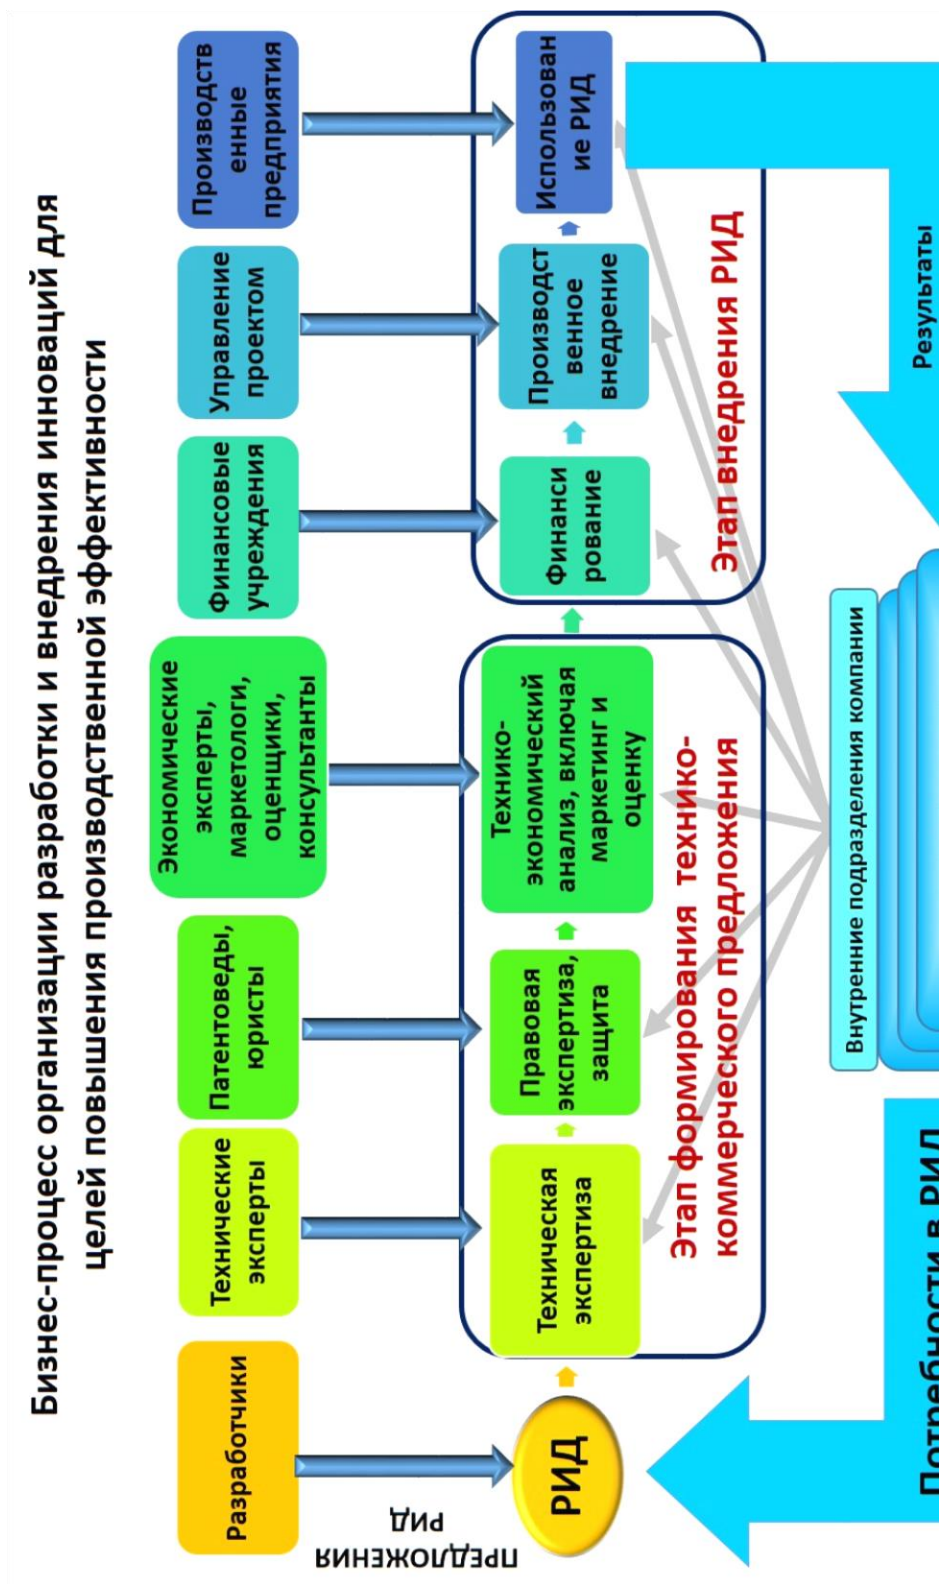 Бизнес-процесс организации разработки и внедрения инноваций для
целей повышения производственной эффективности
Разработчики
Технические
эксперты
Патентоведы,
юристы
Экономические
эксперты,
маркетологи,
оценщики,
консультанты
Финансовые
учреждения
Управление
проектом
Производств
енные
предприятия
ПРЕДЛОЖЕНИЯ
РИД
РИД
Техническая
экспертиза
Правовая
экспертиза,
защита
Технико-
экономический
анализ, включая
маркетинг и
оценку
Финанси
рование
Производст
венное
внедрение
Использован
ие РИД
Этап формирования технико-
коммерческого предложения
Этап внедрения РИД
Внутренние подразделения компании
Результаты
Потребности в РИД